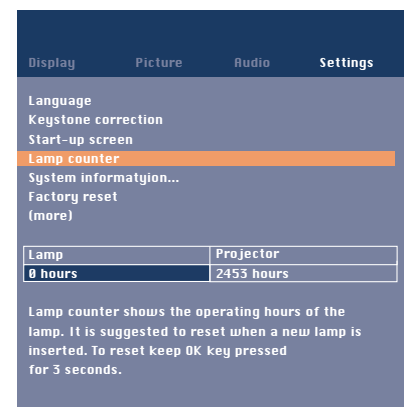 Display Picture Audio Settings
Language
Keystone correction
Start-up screen
Lamp counter
System informatyion...
Factory reset
(more)
Lamp Projector
0 hours 2453 hours
Lamp counter shows the operating hours of the
lamp. It is suggested to reset when a new lamp is
inserted. To reset keep OK key pressed
for 3 seconds.